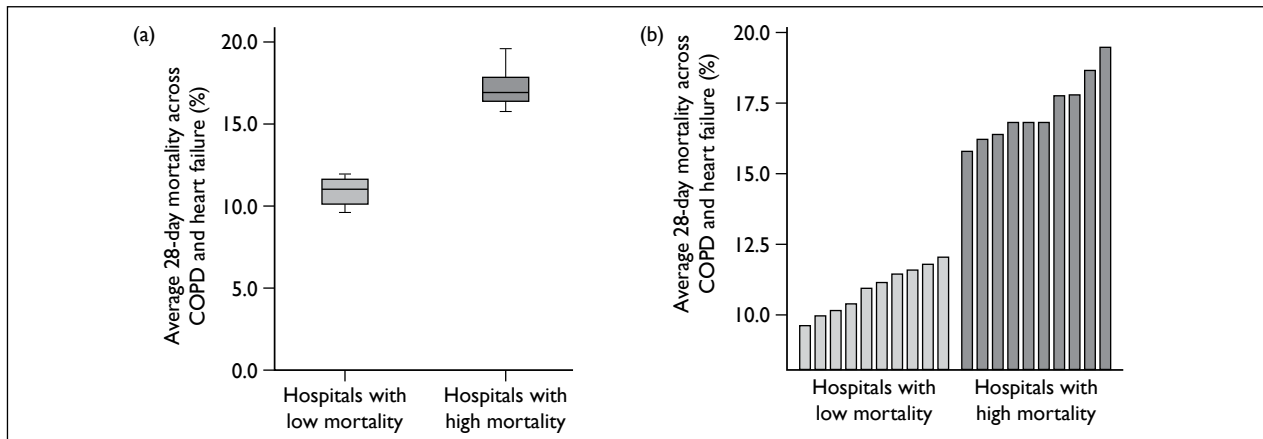 (a)
Average 28-day mortality across
COPD and heart failure (%)
20.0
15.0
10.0
5.0
0.0
Hospitals with
low mortality
Hospitals with
high mortality
(b)
Average 28-day mortality across
COPD and heart failure (%)
20.0
17.5
15.0
12.5
10.0
Hospitals with
low mortality
Hospitals with
high mortality